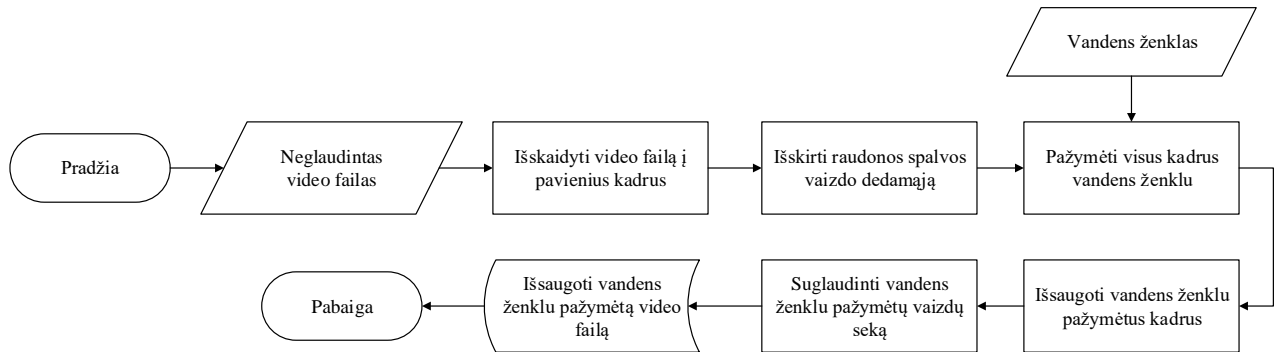 Vandens ženklas
Pradžia
Neglaudintas
video failas
Išskaidyti video failą į
pavienius kadrus
Išskirti raudonos spalvos
vaizdo dedamąją
Pažymėti visus kadrus
vandens ženklu
Pabaiga
Išsaugoti vandens
ženklu pažymėtą video
failą
Suglaudinti vandens
ženklu pažymėtų vaizdų
seką
Išsaugoti vandens ženklu
pažymėtus kadrus